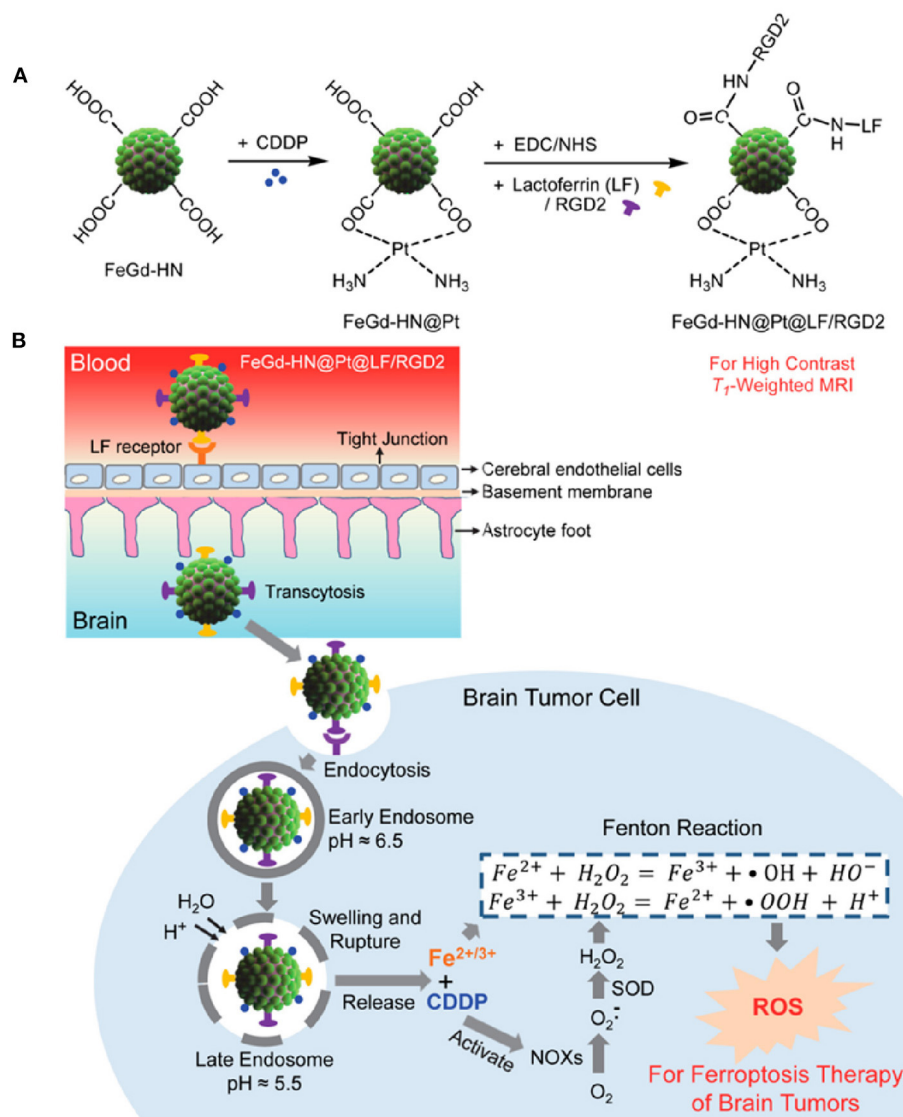 A
HOOC
COOH
HOOC
COOH
FeGd-HN
+ CDDP
HOOC
COOH
OOC
COO
Pt
H₃N
NH₃
FeGd-HN@Pt
+ EDC/NHS
+ Lactoferrin (LF)
/ RGD2
RGD2
HN
O=C
O
C
N
H
LF
OOC
COO
Pt
H₃N
NH₃
FeGd-HN@Pt@LF/RGD2
For High Contrast
T₁-Weighted MRI
B
Blood
FeGd-HN@Pt@LF/RGD2
LF receptor
Tight Junction
Cerebral endothelial cells
Basement membrane
Astrocyte foot
Transcytosis
Brain
Brain Tumor Cell
Endocytosis
Early Endosome
pH ≈ 6.5
H₂O
H⁺
Swelling and
Rupture
Release
Late Endosome
pH ≈ 5.5
Fe²⁺/³⁺
+
CDDP
Activate
NOXs
Fenton Reaction
Fe²⁺ + H₂O₂ = Fe³⁺ + •OH + HO⁻
Fe³⁺ + H₂O₂ = Fe²⁺ + •OOH + H⁺
H₂O₂
SOD
O₂⁻̇
O₂
ROS
For Ferroptosis Therapy
of Brain Tumors